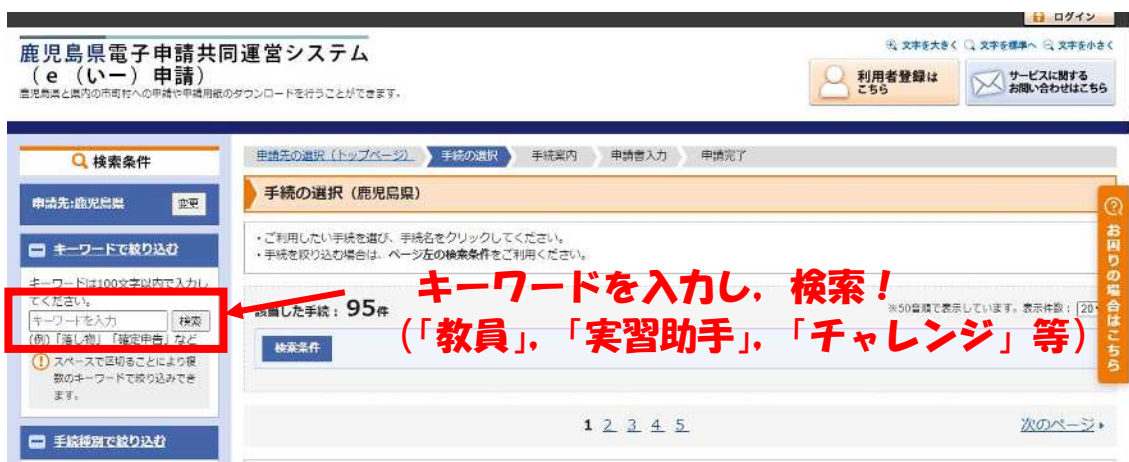 ログイン
鹿児島県電子申請共同運営システム
（e（いー）申請）
鹿児島県と県内の市町村への申請や申請用紙のダウンロードを行うことができます。
文字を大きく 文字を標準へ 文字を小さく
利用者登録は
こちら
サービスに関する
お問い合わせはこちら
検索条件
申請先:鹿児島県 変更
キーワードで絞り込む
キーワードは100文字以内で入力し
てください。
キーワードを入力 検索
(例)「落し物」「確定申告」など
スペースで区切ることにより複
数のキーワードで絞り込みでき
ます。
手続種別で絞り込む
申請先の選択（トップページ） 手続の選択 手続案内 申請書入力 申請完了
手続の選択（鹿児島県）
・ご利用したい手続を選び、手続名をクリックしてください。
・手続を絞り込む場合は、ページ左の検索条件をご利用ください。
キーワードを入力し，検索！
（「教員」，「実習助手」，「チャレンジ」等）
該当した手続： 95件
※50音順で表示しています。表示件数： 20
検索条件
1 2 3 4 5
次のページ
お困りの場合はこちら